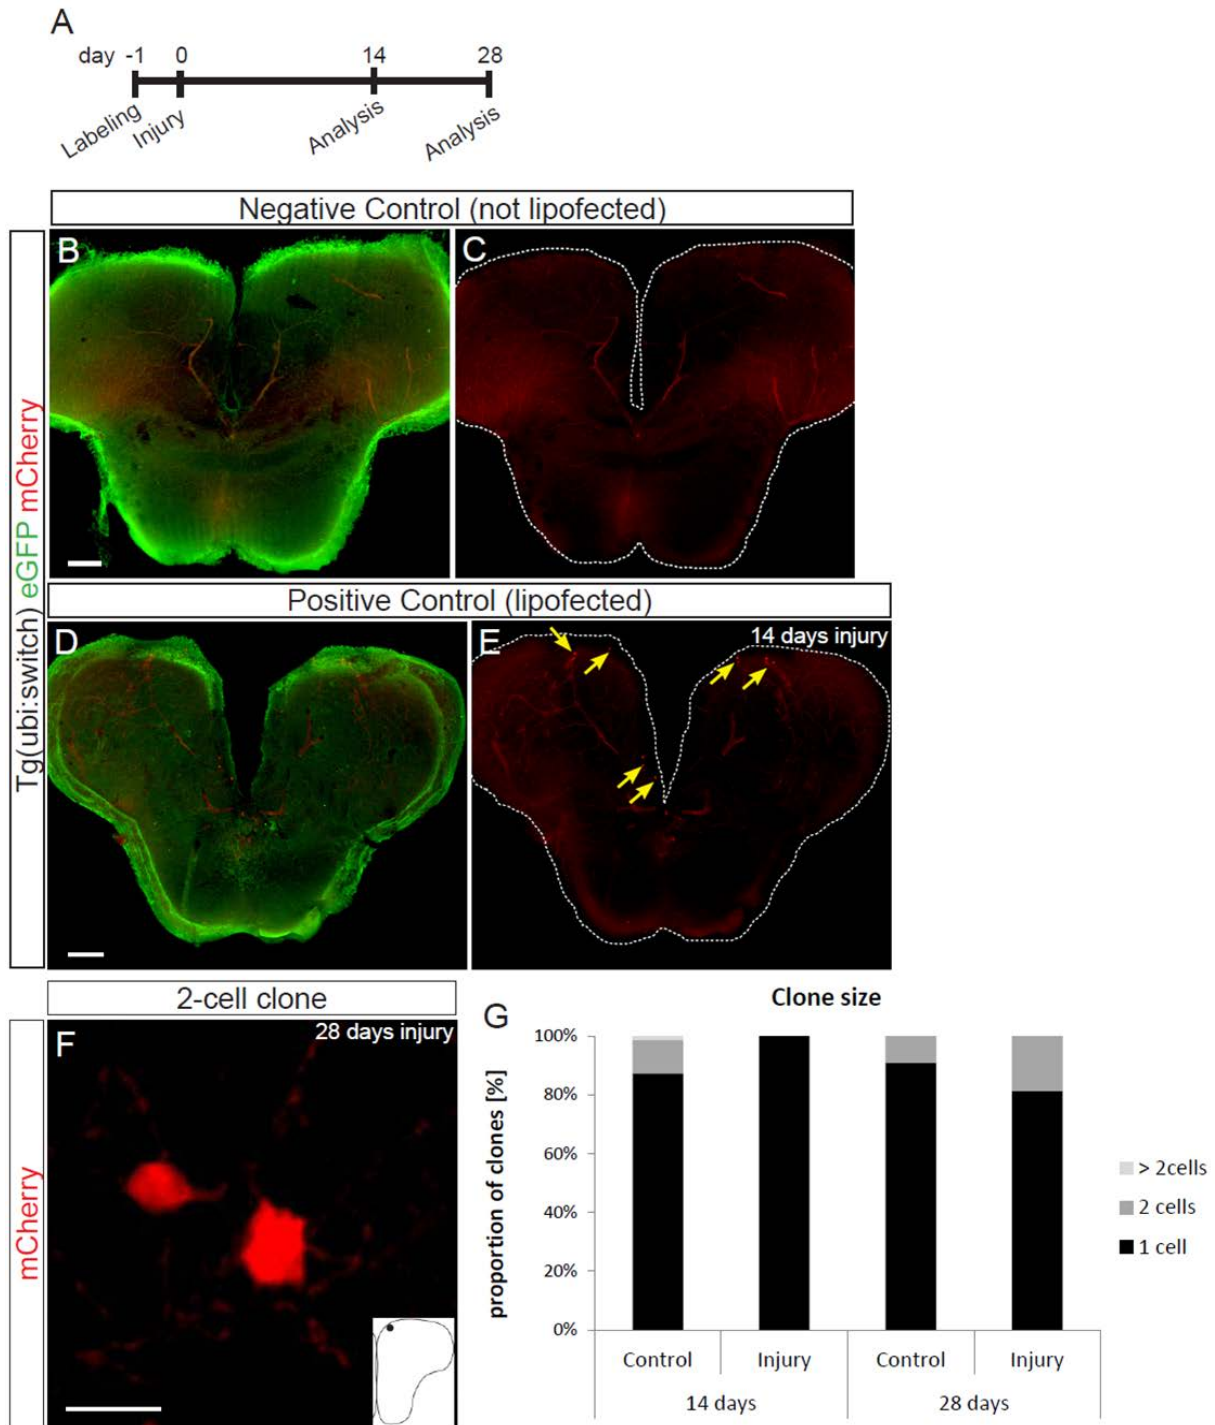 A
day -1 0 14 28
Labeling Injury Analysis Analysis
Negative Control (not lipofected)
Tg(ubi:switch) eGFP mCherry
B
C
Positive Control (lipofected)
D
E
14 days injury
2-cell clone
mCherry
F
28 days injury
G
Clone size
proportion of clones [%]
100%
80%
60%
40%
20%
0%
Control Injury Control Injury
14 days 28 days
> 2cells
2 cells
1 cell